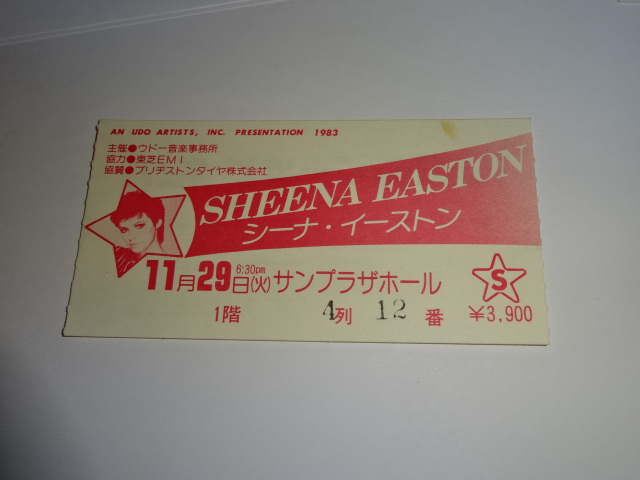 AN UDO ARTISTS, INC. PRESENTATION 1983
主催●ウドー音楽事務所
協力●東芝EMI
協賛●ブリヂストンタイヤ株式会社
SHEENA EASTON
シーナ・イーストン
11月29日(火) 6:30pm サンプラザホール
S
1階 4列 12番 ¥3,900